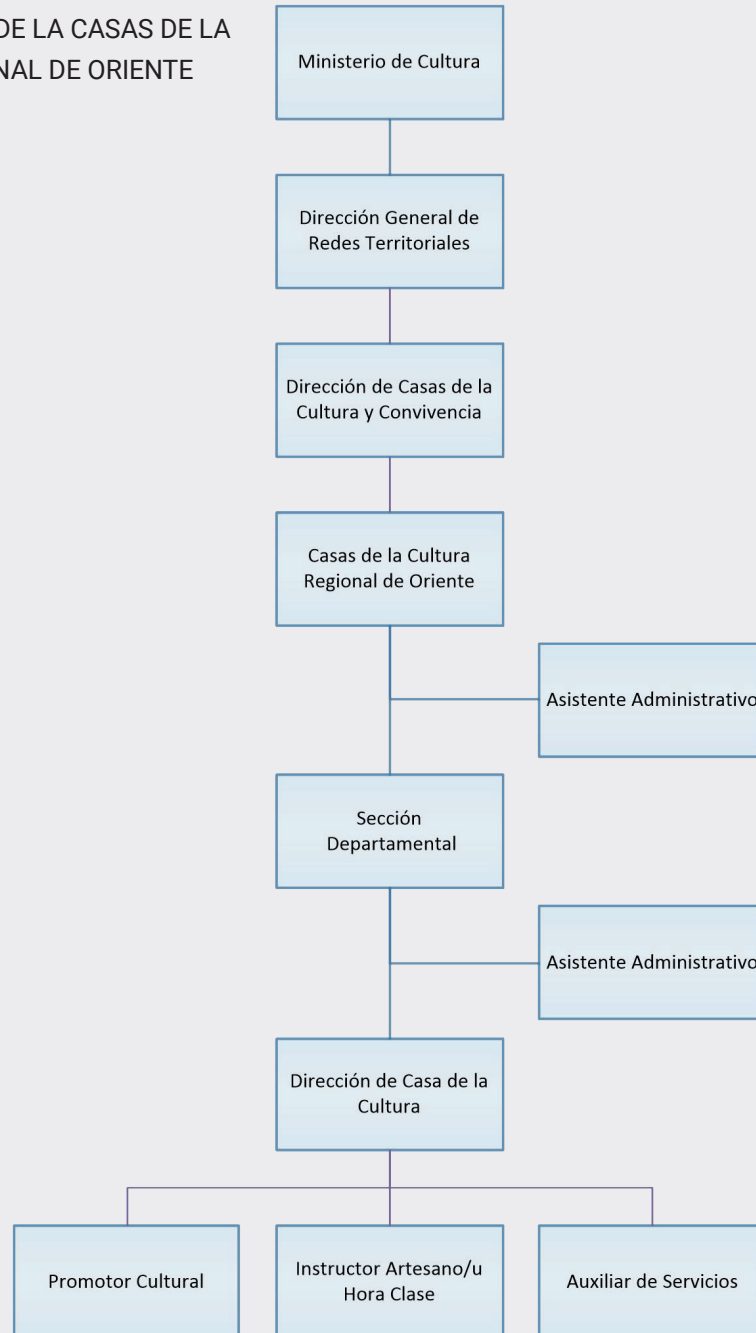 DE LA CASAS DE LA
NAL DE ORIENTE
Ministerio de Cultura
Dirección General de
Redes Territoriales
Dirección de Casas de la
Cultura y Convivencia
Casas de la Cultura
Regional de Oriente
Asistente Administrativo
Sección
Departamental
Asistente Administrativo
Dirección de Casa de la
Cultura
Promotor Cultural
Instructor Artesano/u
Hora Clase
Auxiliar de Servicios